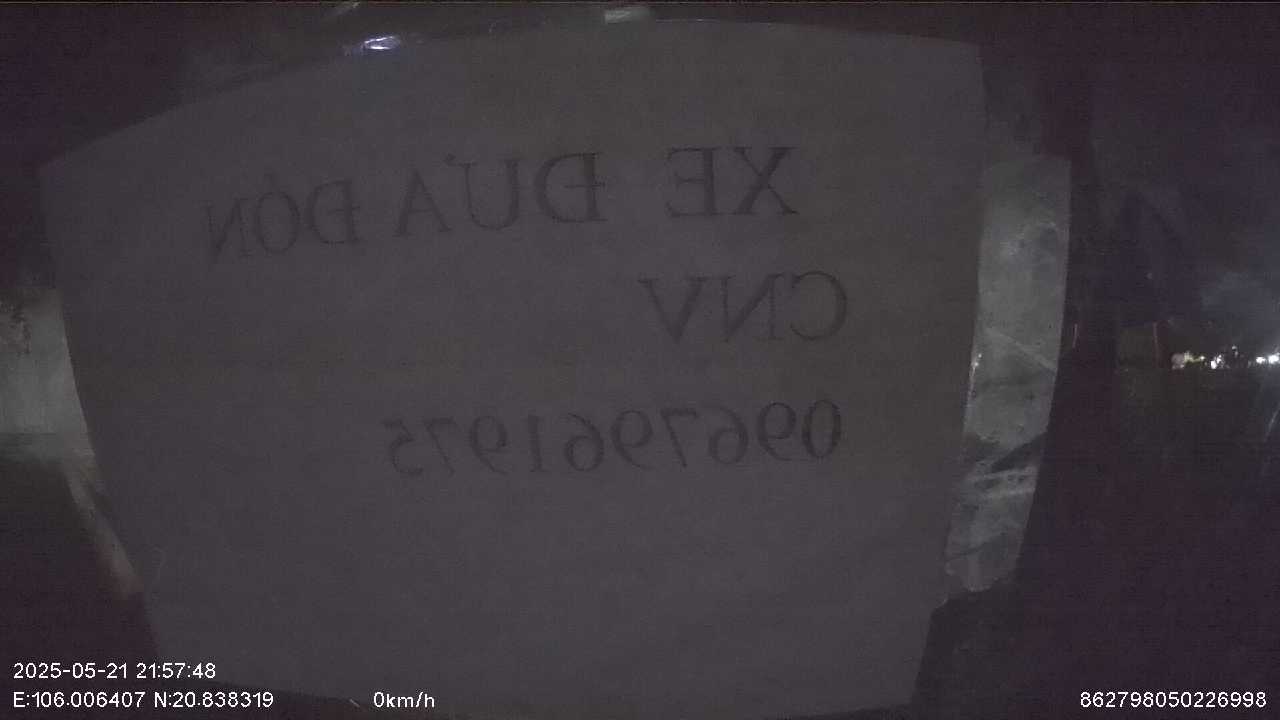 XE ĐƯA ĐÓN
CNV
0967961975
2025-05-21 21:57:48
E:106.006407 N:20.838319 0km/h 862798050226998